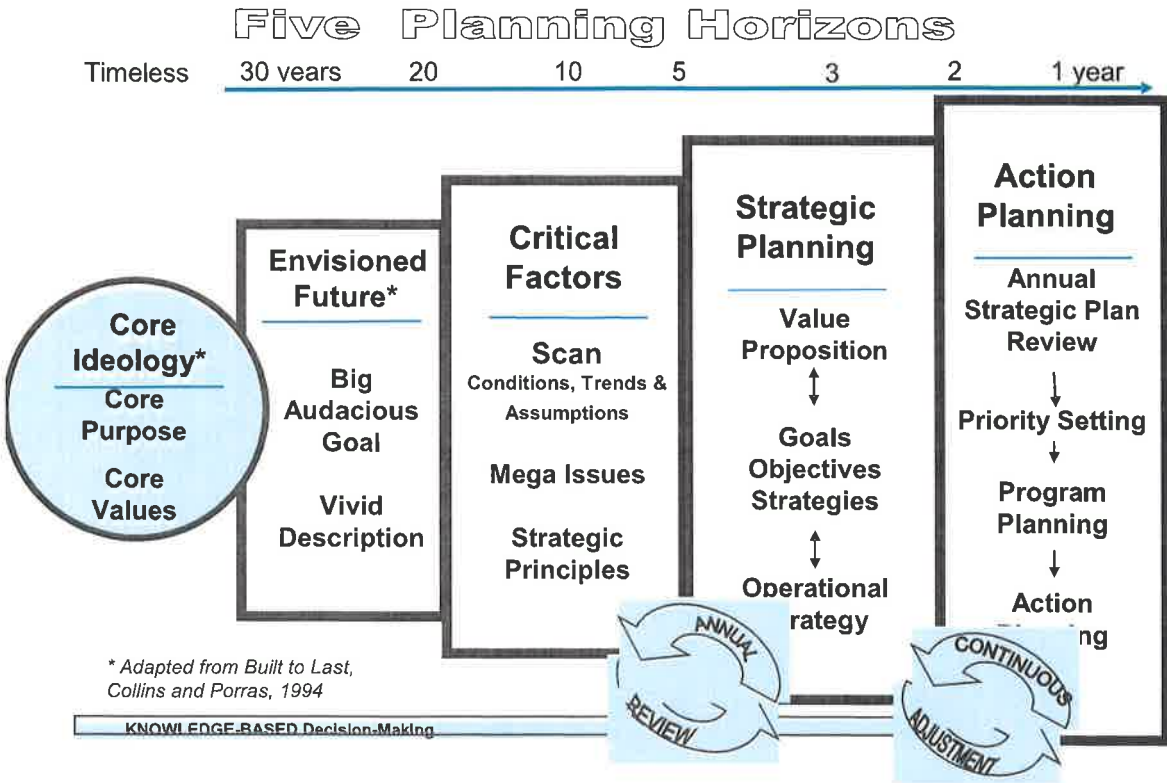 Five Planning Horizons
Timeless 30 years 20 10 5 3 2 1 year
Core
Ideology*
Core
Purpose
Core
Values
Envisioned
Future*
Big
Audacious
Goal
Vivid
Description
Critical
Factors
Scan
Conditions, Trends &
Assumptions
Mega Issues
Strategic
Principles
Strategic
Planning
Value
Proposition
Goals
Objectives
Strategies
Operational
rategy
Action
Planning
Annual
Strategic Plan
Review
Priority Setting
Program
Planning
Action
ng
ANNUAL
REVIEW
CONTINUOUS
ADJUSTMENT
* Adapted from Built to Last,
Collins and Porras, 1994
KNOWLEDGE-BASED Decision-Making